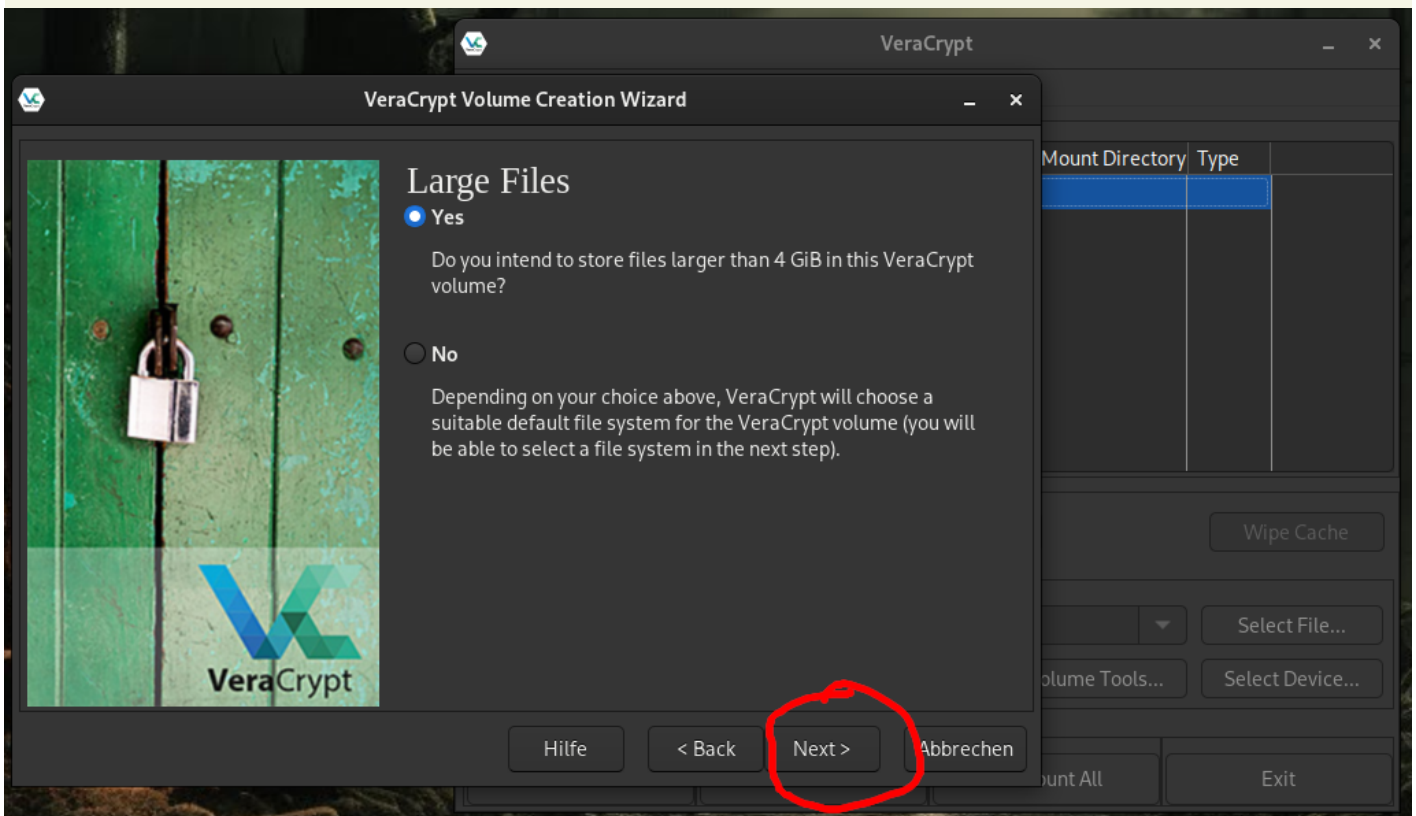 VeraCrypt
VeraCrypt Volume Creation Wizard
Mount Directory Type
Large Files
Yes
Do you intend to store files larger than 4 GiB in this VeraCrypt
volume?
No
Depending on your choice above, VeraCrypt will choose a
suitable default file system for the VeraCrypt volume (you will
be able to select a file system in the next step).
VeraCrypt
Hilfe
< Back
Next >
Abbrechen
Wipe Cache
Select File...
olume Tools...
Select Device...
ount All
Exit